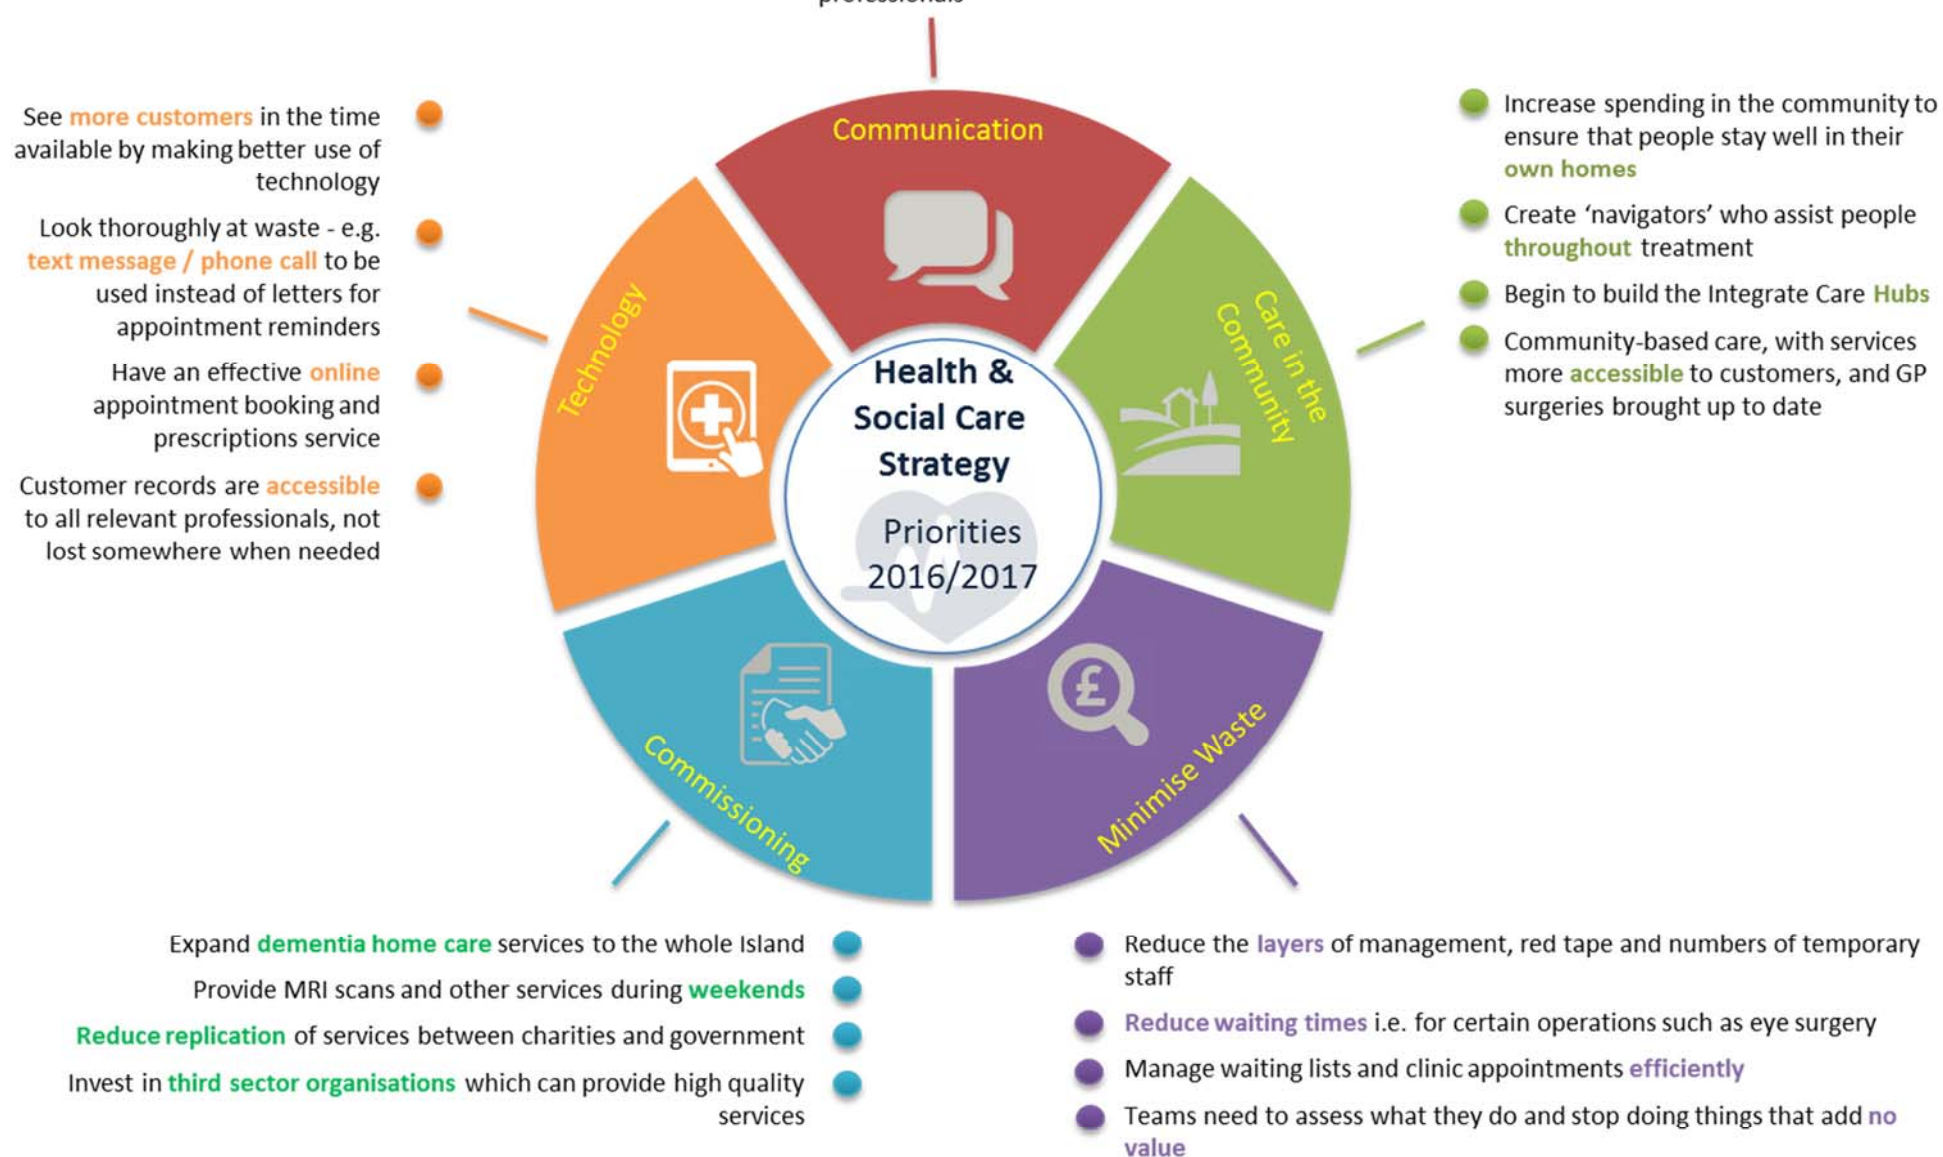 professionals
Communication
See more customers in the time
available by making better use of
technology
Look thoroughly at waste - e.g.
text message / phone call to be
used instead of letters for
appointment reminders
Have an effective online
appointment booking and
prescriptions service
Customer records are accessible
to all relevant professionals, not
lost somewhere when needed
Technology
Health &
Social Care
Strategy
Priorities
2016/2017
Care in the
Community
Increase spending in the community to
ensure that people stay well in their
own homes
Create ‘navigators’ who assist people
throughout treatment
Begin to build the Integrate Care Hubs
Community-based care, with services
more accessible to customers, and GP
surgeries brought up to date
Commissioning
£
Minimise Waste
Expand dementia home care services to the whole Island
Provide MRI scans and other services during weekends
Reduce replication of services between charities and government
Invest in third sector organisations which can provide high quality
services
Reduce the layers of management, red tape and numbers of temporary
staff
Reduce waiting times i.e. for certain operations such as eye surgery
Manage waiting lists and clinic appointments efficiently
Teams need to assess what they do and stop doing things that add no
value